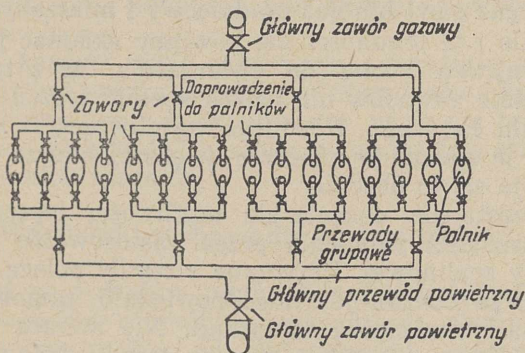 Główny zawór gazowy
Zawory
Doprowadzenie
do palników
Przewody
grupowe
Palnik
Główny przewód powietrzny
Główny zawór powietrzny